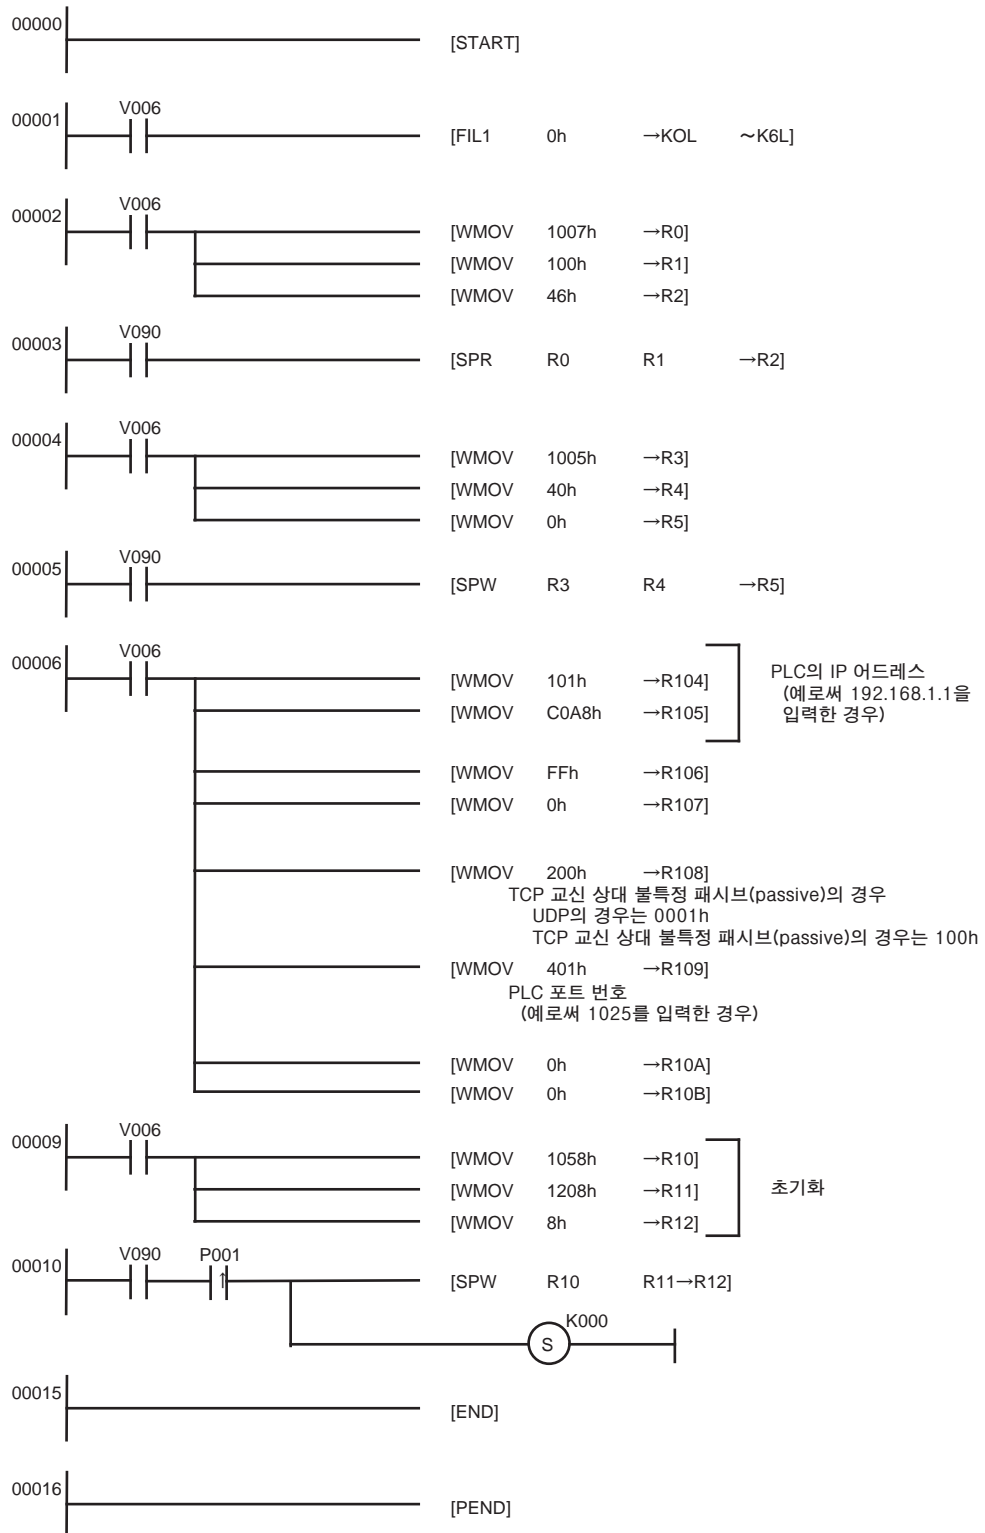 00000
[START]
00001 V006
[FIL1 0h →KOL ～K6L]
00002 V006
[WMOV 1007h →R0]
[WMOV 100h →R1]
[WMOV 46h →R2]
00003 V090
[SPR R0 R1 →R2]
00004 V006
[WMOV 1005h →R3]
[WMOV 40h →R4]
[WMOV 0h →R5]
00005 V090
[SPW R3 R4 →R5]
00006 V006
[WMOV 101h →R104]
[WMOV C0A8h →R105]
PLC의 IP 어드레스
(예로써 192.168.1.1을
입력한 경우)
[WMOV FFh →R106]
[WMOV 0h →R107]
[WMOV 200h →R108]
TCP 교신 상대 불특정 패시브(passive)의 경우
UDP의 경우는 0001h
TCP 교신 상대 불특정 패시브(passive)의 경우는 100h
[WMOV 401h →R109]
PLC 포트 번호
(예로써 1025를 입력한 경우)
[WMOV 0h →R10A]
[WMOV 0h →R10B]
00009 V006
[WMOV 1058h →R10]
[WMOV 1208h →R11]
[WMOV 8h →R12]
초기화
00010 V090 P001
↑
[SPW R10 R11→R12]
K000
S
00015
[END]
00016
[PEND]